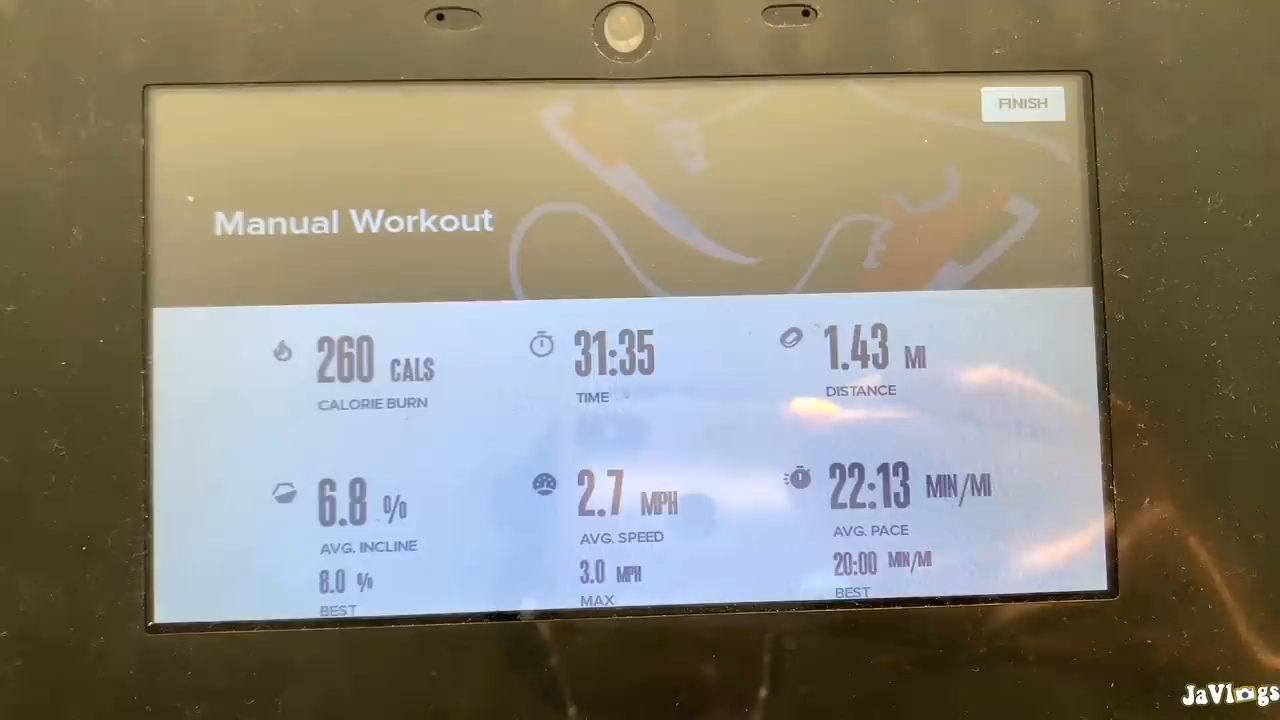 FINISH
Manual Workout
260 CALS
CALORIE BURN
31:35
TIME
1.43 MI
DISTANCE
6.8 %
AVG. INCLINE
8.0 %
BEST
2.7 MPH
AVG. SPEED
3.0 MPH
MAX
22:13 MIN/MI
AVG. PACE
20:00 MIN/MI
BEST
JaVlogs